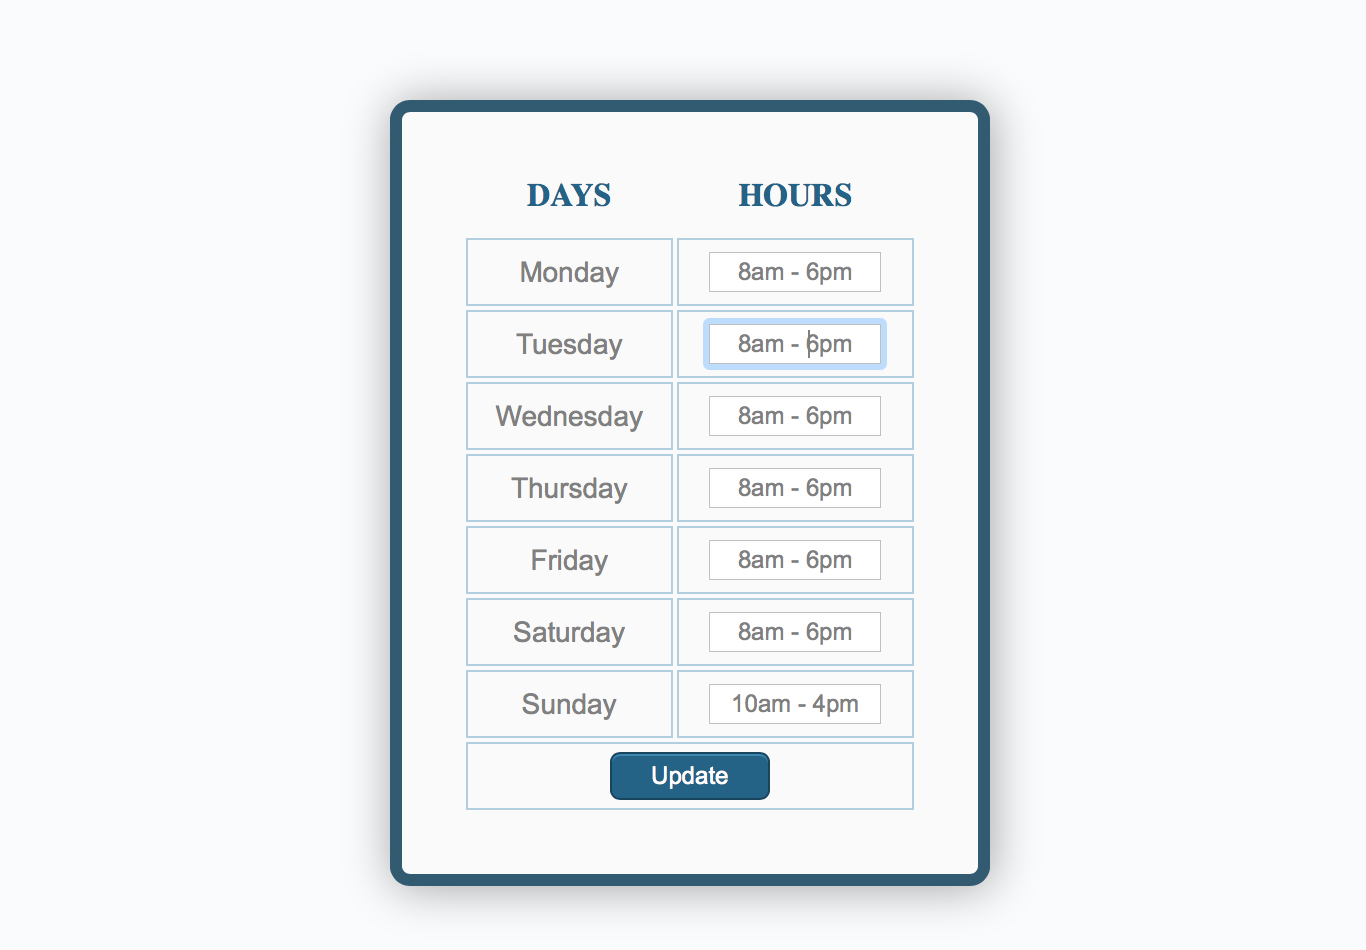 DAYS HOURS
Monday 8am - 6pm
Tuesday 8am - 6pm
Wednesday 8am - 6pm
Thursday 8am - 6pm
Friday 8am - 6pm
Saturday 8am - 6pm
Sunday 10am - 4pm
Update